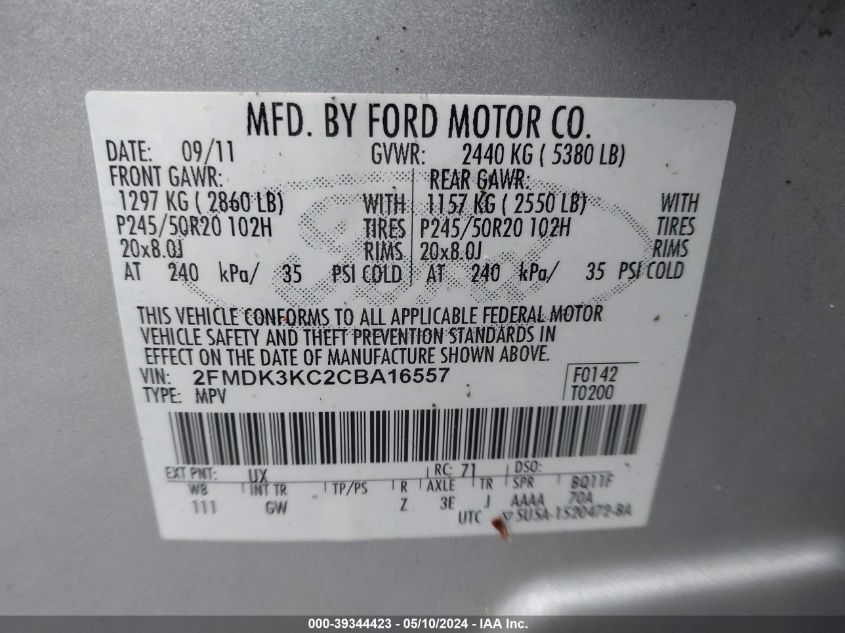 MFD. BY FORD MOTOR CO.
DATE: 09/11 GVWR: 2440 KG ( 5380 LB)
FRONT GAWR: REAR GAWR:
1297 KG ( 2860 LB) WITH 1157 KG ( 2550 LB) WITH
P245/50R20 102H TIRES P245/50R20 102H TIRES
20x8.0J RIMS 20x8.0J RIMS
AT 240 kPa/ 35 PSI COLD AT 240 kPa/ 35 PSI COLD
THIS VEHICLE CONFORMS TO ALL APPLICABLE FEDERAL MOTOR
VEHICLE SAFETY AND THEFT PREVENTION STANDARDS IN
EFFECT ON THE DATE OF MANUFACTURE SHOWN ABOVE.
VIN: 2FMDK3KC2CBA16557 F0142
TYPE: MPV T0200
EXT PNT: UX RC: 71 DSO:
WB INT TR TP/PS R AXLE TR SPR BQ11F
111 GW Z 3E J AAAA 70A
UTC 5U5A-1520472-BA
000-39344423 - 05/10/2024 - IAA Inc.